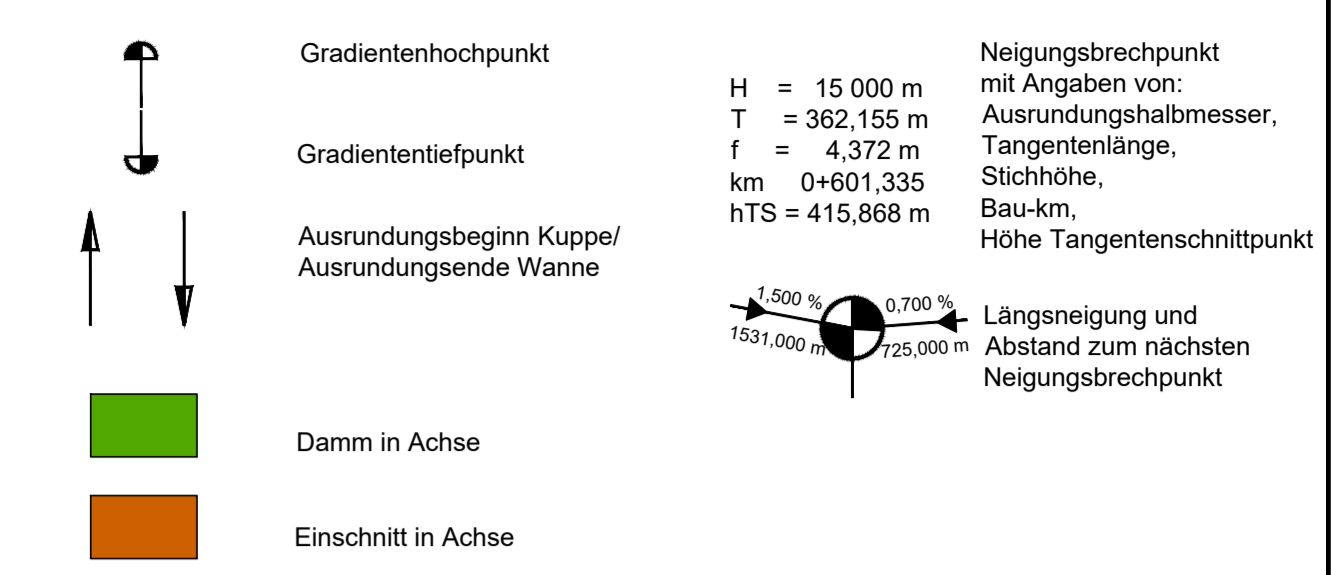 Gradientenhochpunkt
Gradiententiefpunkt
Ausrundungsbeginn Kuppe/
Ausrundungsende Wanne
Damm in Achse
Einschnitt in Achse
H = 15 000 m
T = 362,155 m
f = 4,372 m
km 0+601,335
hTS = 415,868 m
Neigungsbrechpunkt
mit Angaben von:
Ausrundungshalbmesser,
Tangentenlänge,
Stichhöhe,
Bau-km,
Höhe Tangentenschnittpunkt
1,500 %
0,700 %
1531,000 m
725,000 m
Längsneigung und
Abstand zum nächsten
Neigungsbrechpunkt